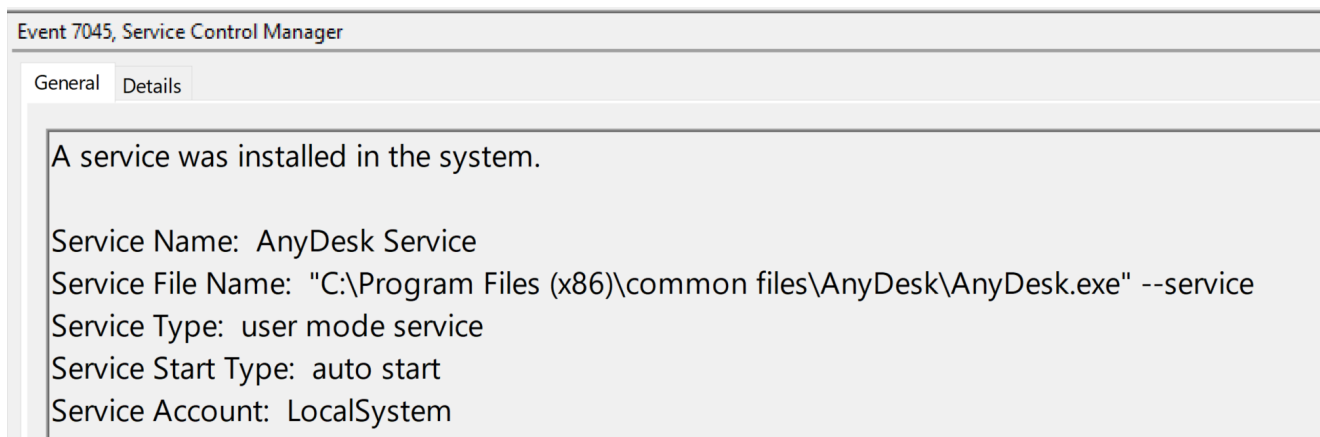 Event 7045, Service Control Manager
General
Details
A service was installed in the system.
Service Name:  AnyDesk Service
Service File Name:  "C:\Program Files (x86)\common files\AnyDesk\AnyDesk.exe" --service
Service Type:  user mode service
Service Start Type:  auto start
Service Account:  LocalSystem